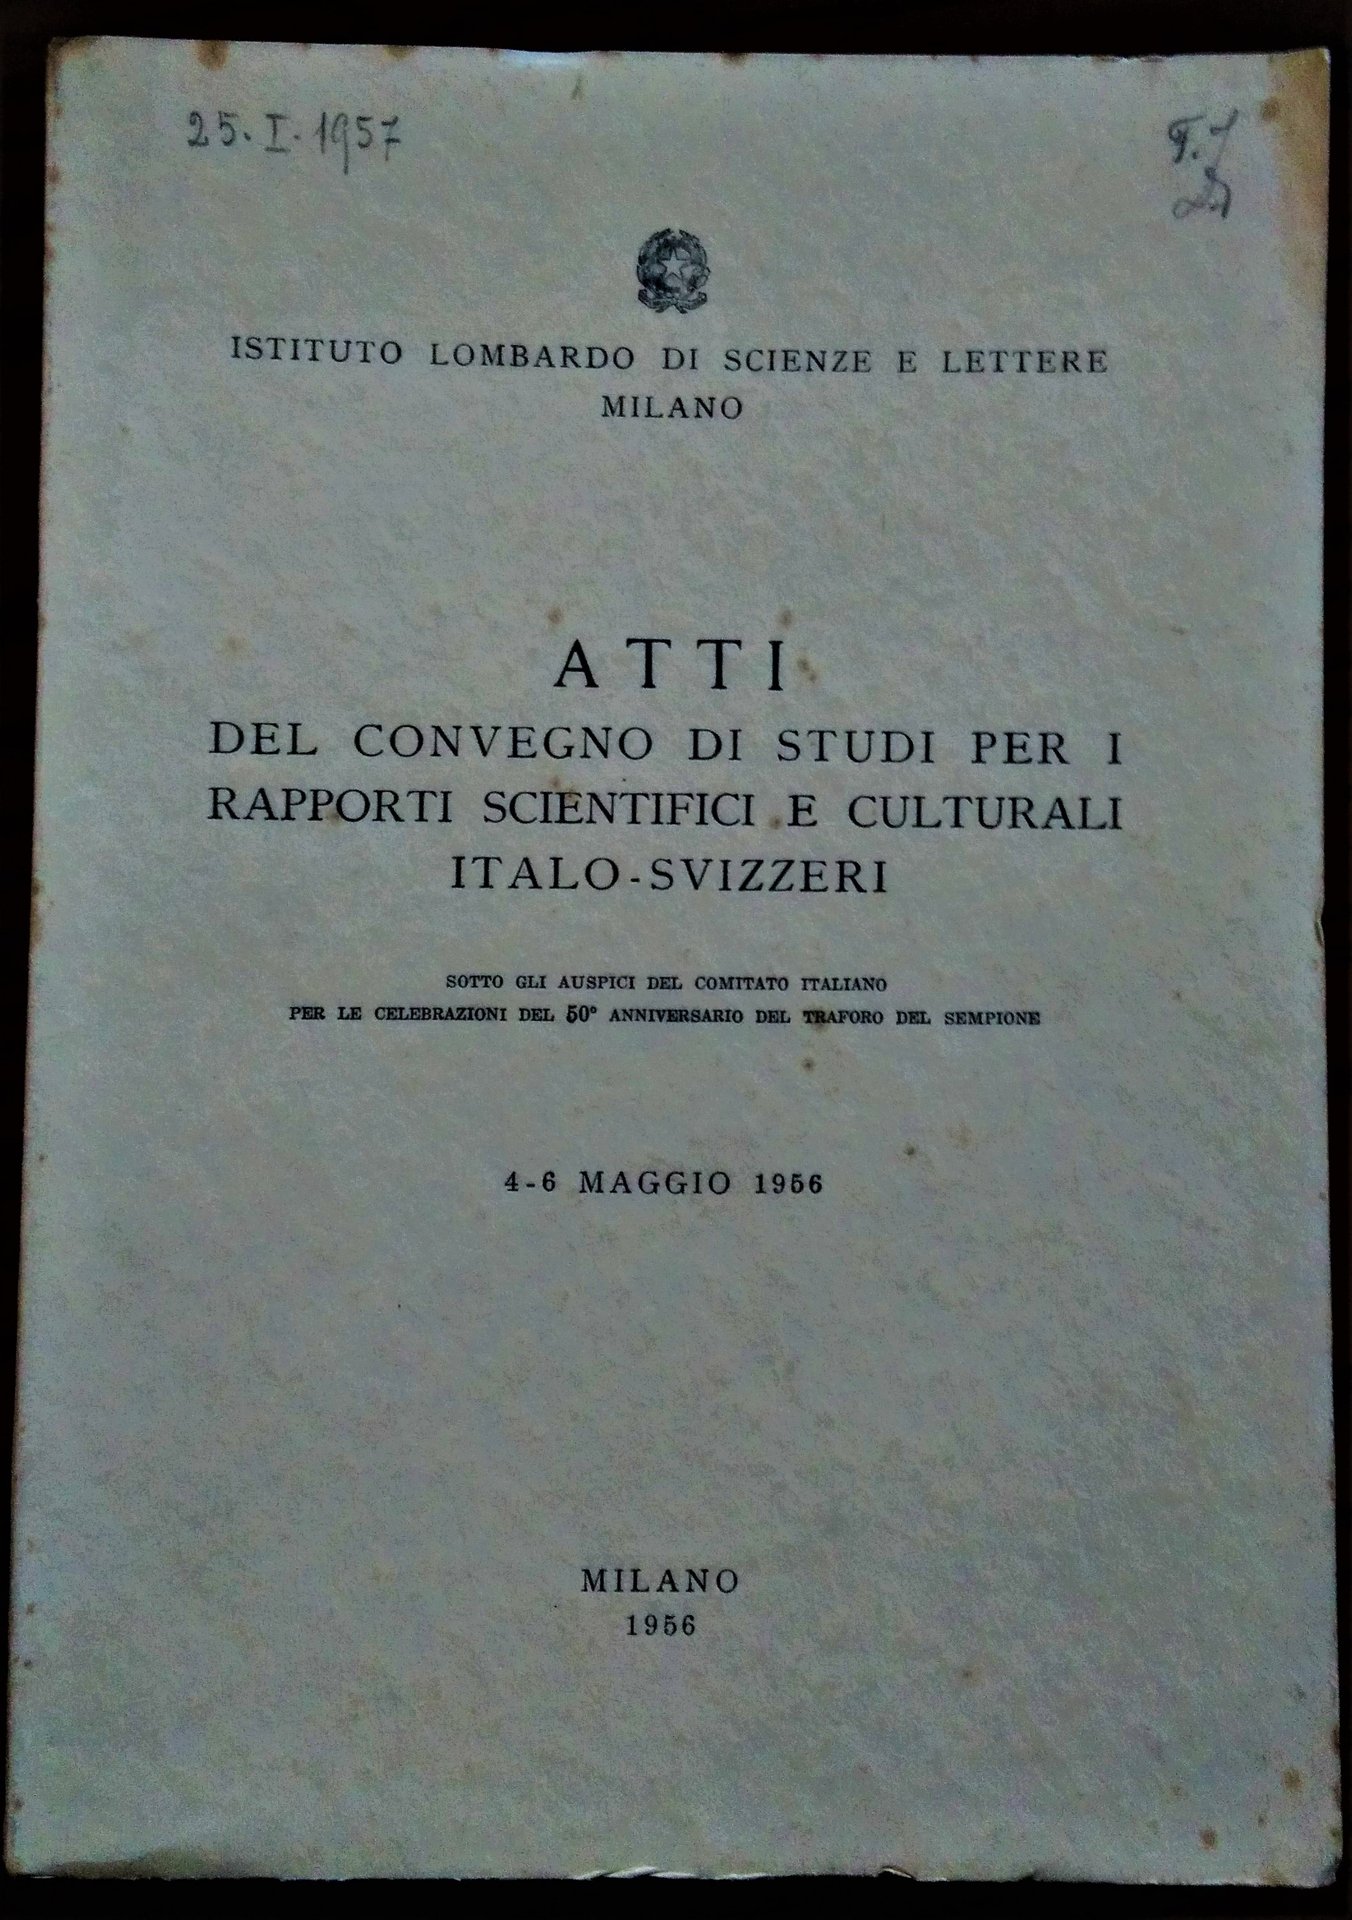 25. I. 1957
ISTITUTO LOMBARDO DI SCIENZE E LETTERE
MILANO
ATTI
DEL CONVEGNO DI STUDI PER I
RAPPORTI SCIENTIFICI E CULTURALI
ITALO-SVIZZERI
SOTTO GLI AUSPICI DEL COMITATO ITALIANO
PER LE CELEBRAZIONI DEL 50° ANNIVERSARIO DEL TRAFORO DEL SEMPIONE
4-6 MAGGIO 1956
MILANO
1956